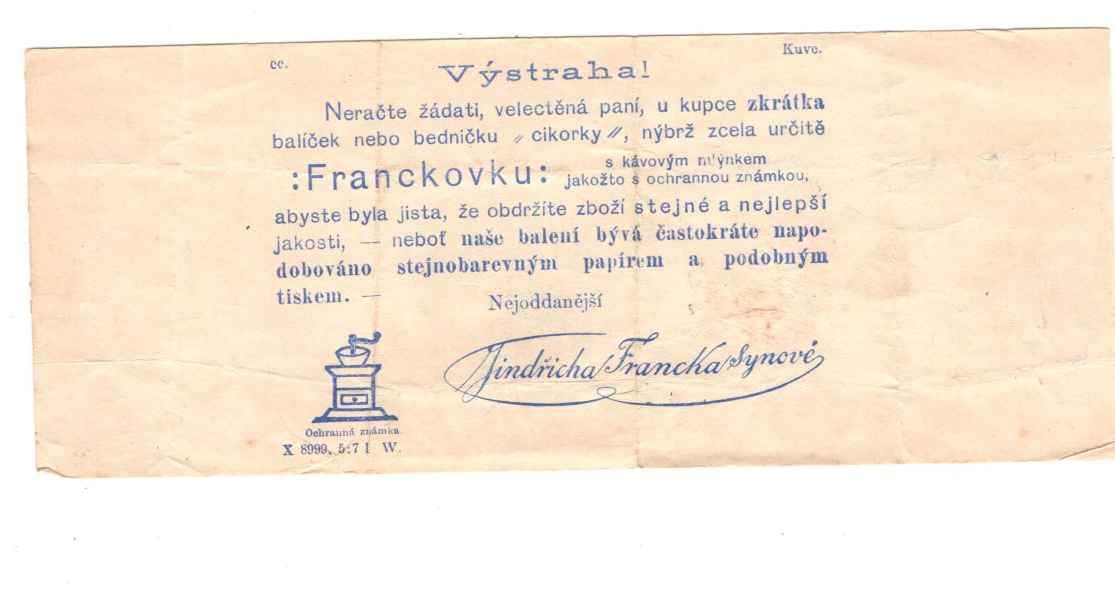 cc.
Kuvc.
Výstraha!
Neračte žádati, velectěná paní, u kupce zkrátka
balíček nebo bedničku „cikorky“, nýbrž zcela určitě
:Franckovku: s kávovým mlýnkem
jakožto s ochrannou známkou,
abyste byla jista, že obdržíte zboží stejné a nejlepší
jakosti, — neboť naše balení bývá častokráte napo-
dobováno stejnobarevným papírem a podobným
tiskem. —
Nejoddanější
Jindřicha Francka Synové
Ochranná známka.
X 8999. 5:7 I W.